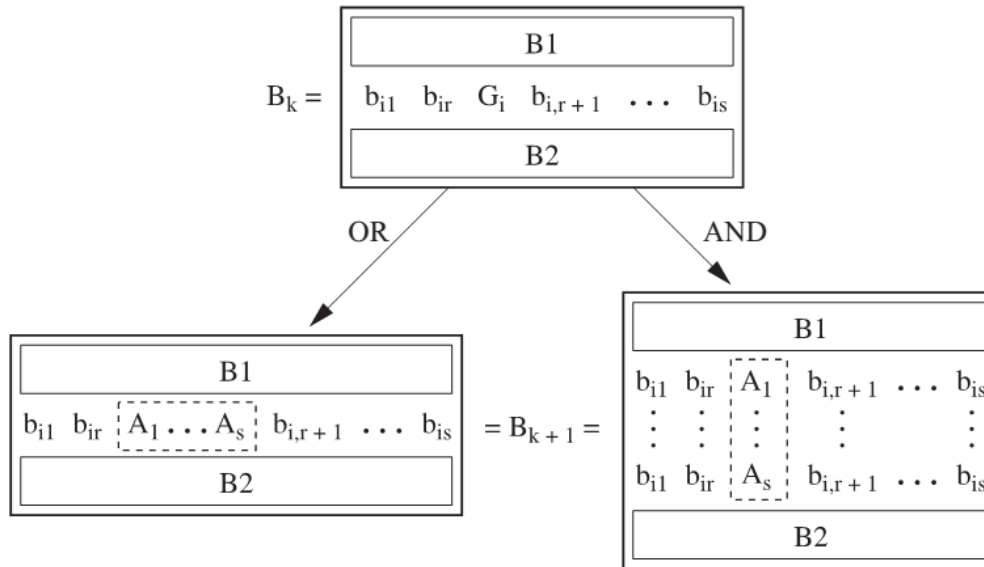 B1
B_k = b_i1 b_ir G_i b_i,r + 1 . . . b_is
B2
OR AND
B1
b_i1 b_ir A_1 . . . A_s b_i,r + 1 . . . b_is
B2
= B_k + 1 =
B1
b_i1 b_ir A_1 b_i,r + 1 . . . b_is
⋮ ⋮ ⋮ ⋮ ⋮
b_i1 b_ir A_s b_i,r + 1 . . . b_is
B2